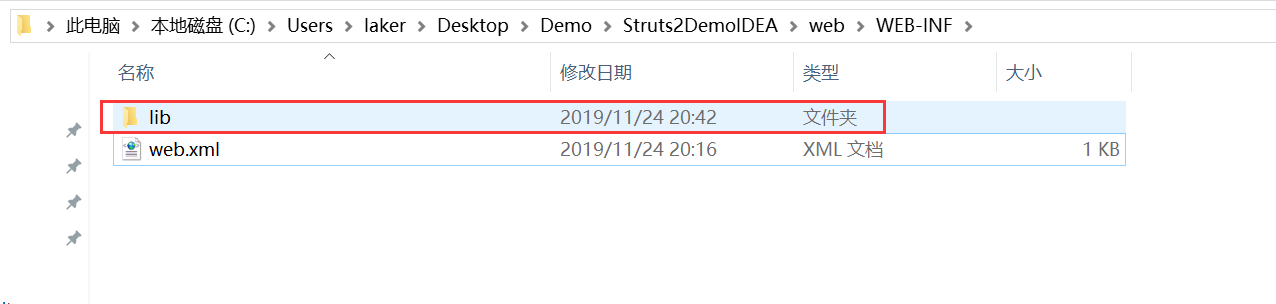 此电脑 本地磁盘 (C:) Users laker Desktop Demo Struts2DemoIDEA web WEB-INF
名称 修改日期 类型 大小
lib 2019/11/24 20:42 文件夹
web.xml 2019/11/24 20:16 XML 文档 1 KB